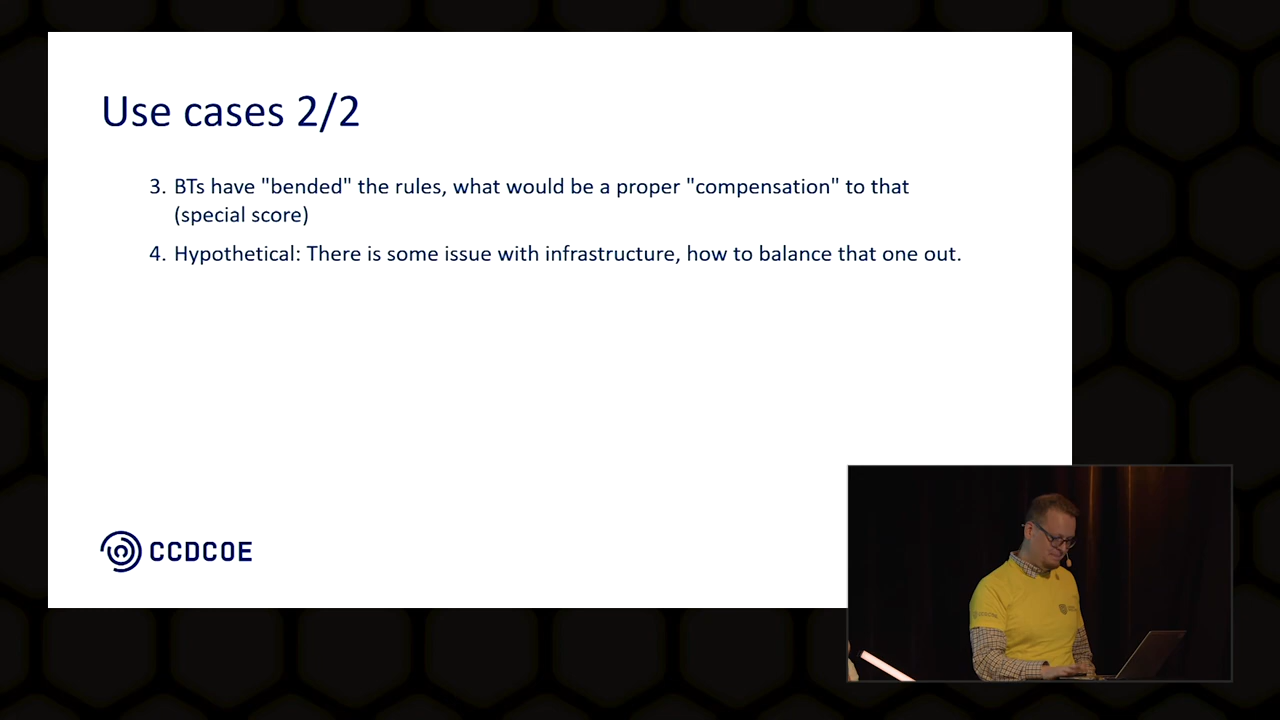 Use cases 2/2
3. BTs have "bended" the rules, what would be a proper "compensation" to that
(special score)
4. Hypothetical: There is some issue with infrastructure, how to balance that one out.
CCDCOE